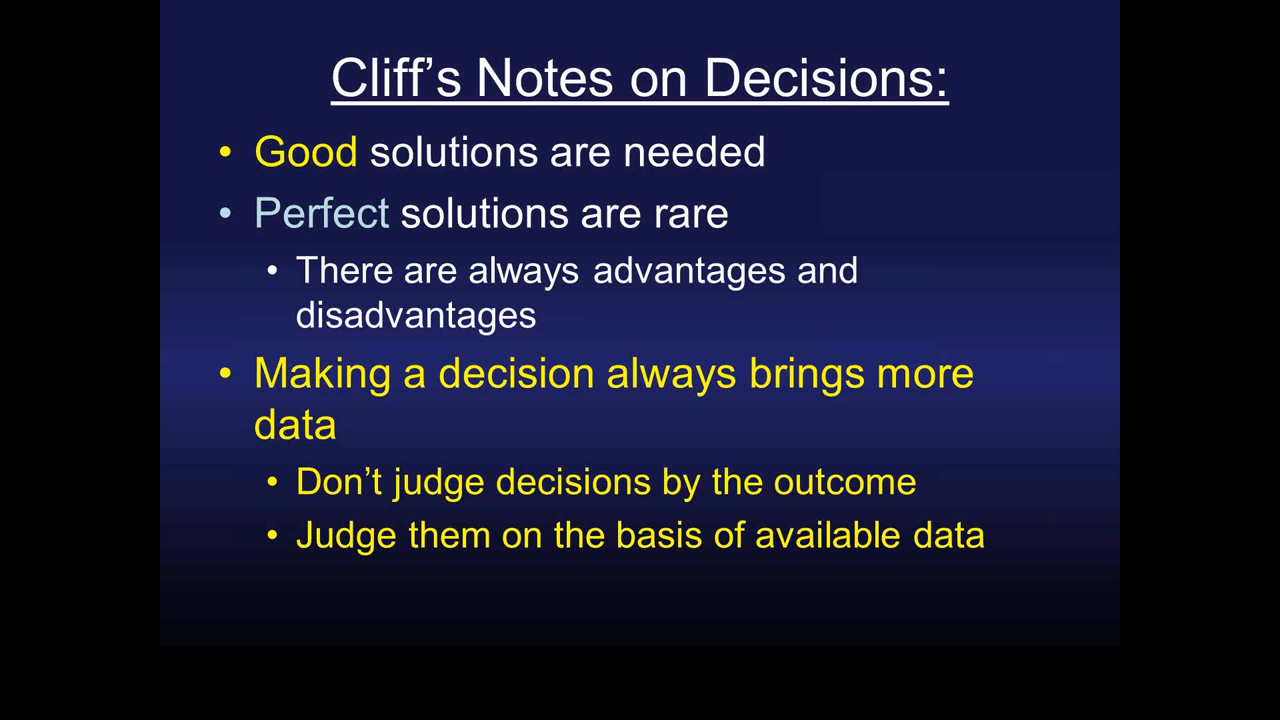 Cliff’s Notes on Decisions:
• Good solutions are needed
• Perfect solutions are rare
• There are always advantages and
disadvantages
• Making a decision always brings more
data
• Don’t judge decisions by the outcome
• Judge them on the basis of available data